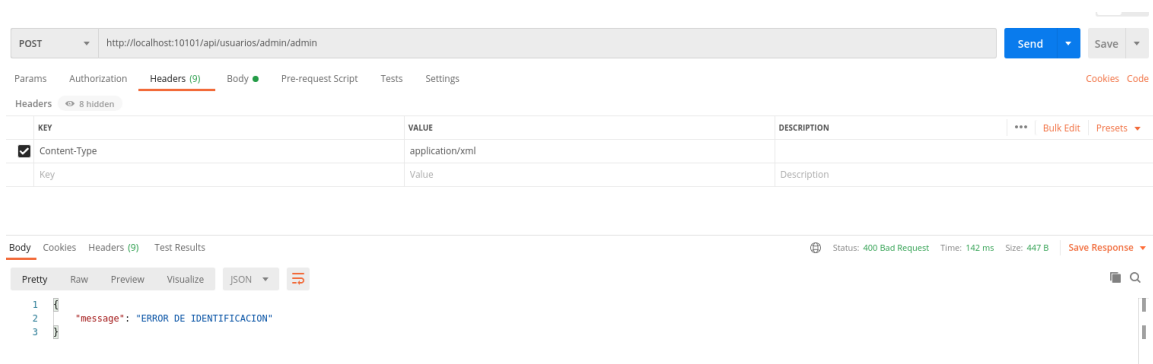 POST http://localhost:10101/api/usuarios/admin/admin Send Save
Params Authorization Headers (9) Body Pre-request Script Tests Settings Cookies Code
Headers 8 hidden
KEY VALUE DESCRIPTION ••• Bulk Edit Presets
Content-Type application/xml
Key Value Description
Body Cookies Headers (9) Test Results Status: 400 Bad Request Time: 142 ms Size: 447 B Save Response
Pretty Raw Preview Visualize JSON
1 {
2 "message": "ERROR DE IDENTIFICACION"
3 }